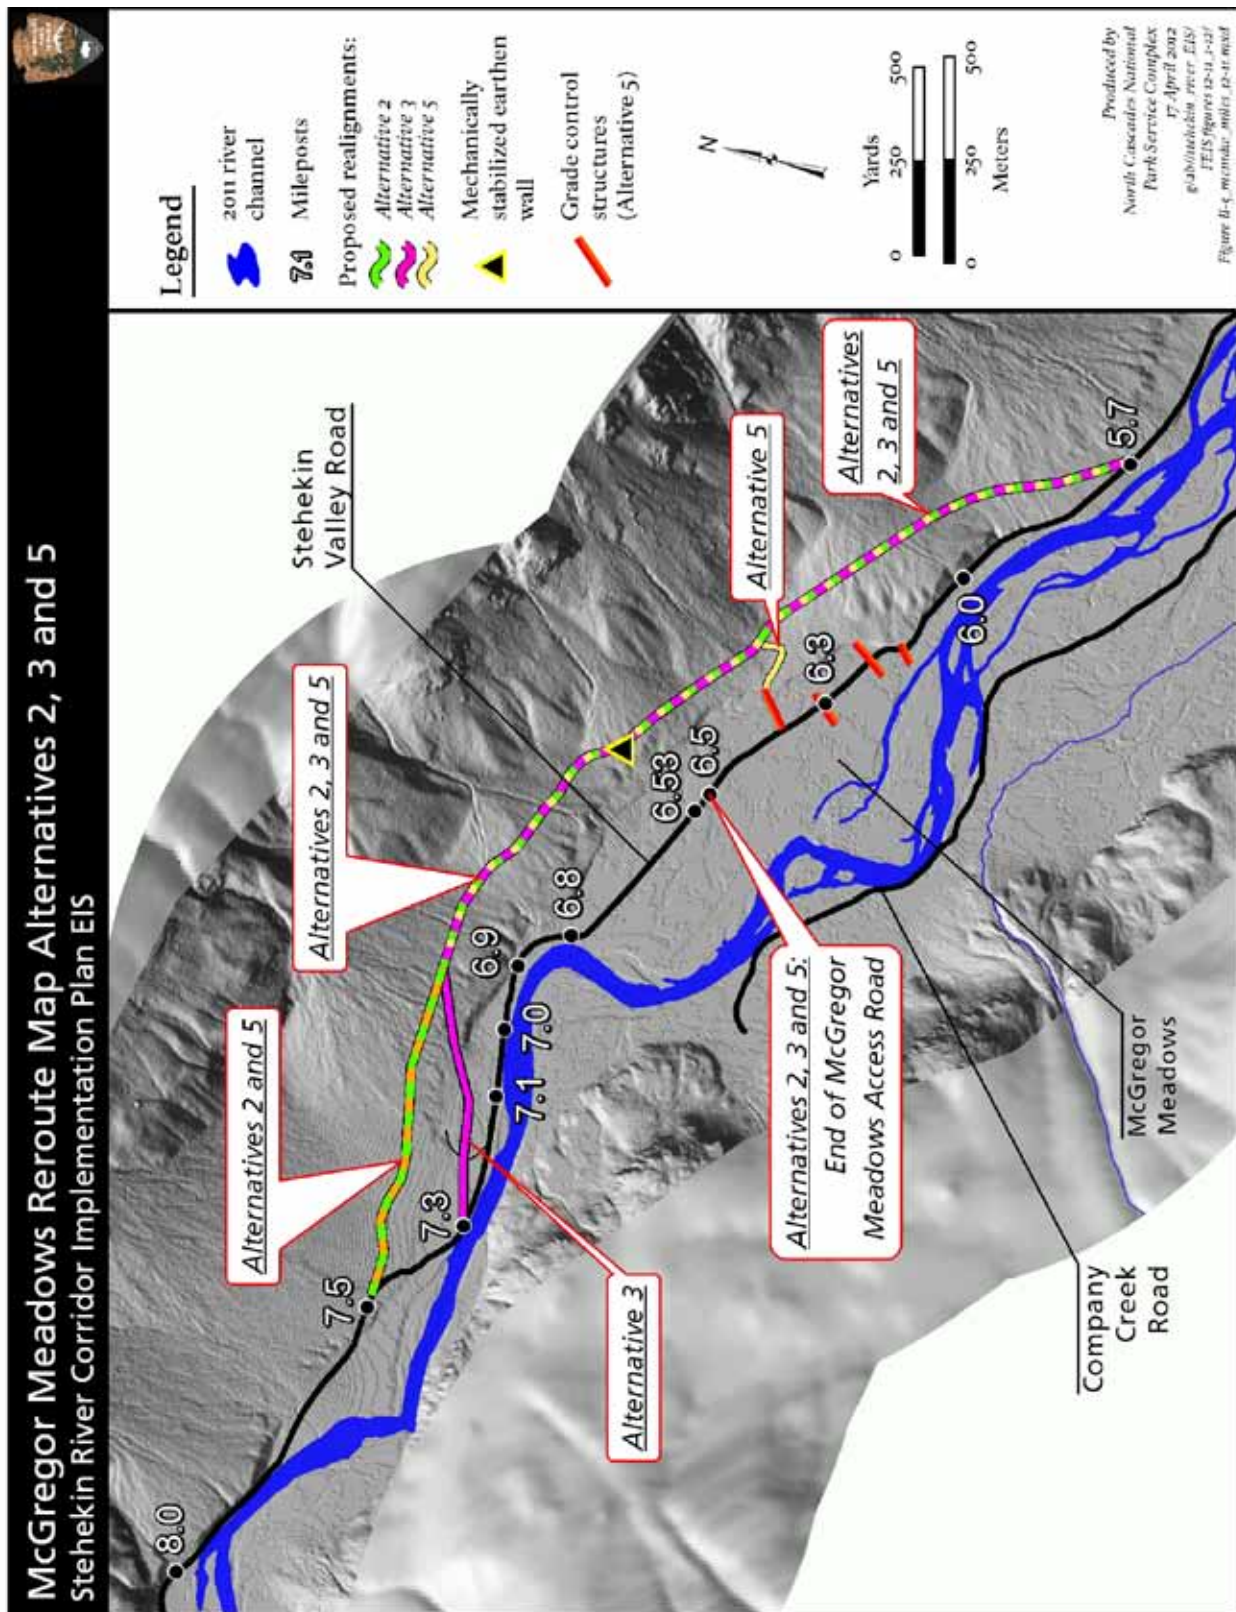 McGregor Meadows Reroute Map Alternatives 2, 3 and 5
Stehekin River Corridor Implementation Plan EIS
8.0
7.5
7.3
7.1
7.0
6.9
6.8
6.53
6.5
6.3
6.0
5.7
Alternatives 2 and 5
Alternatives 2, 3 and 5
Stehekin
Valley Road
Alternative 3
Alternatives 2, 3 and 5:
End of McGregor
Meadows Access Road
Alternative 5
Alternatives
2, 3 and 5
Company
Creek
Road
McGregor
Meadows
Legend
2011 river
channel
7.1
Mileposts
Proposed realignments:
Alternative 2
Alternative 3
Alternative 5
Mechanically
stabilized earthen
wall
Grade control
structures
(Alternative 5)
N
Yards
0 250 500
0 250 500
Meters
Produced by
North Cascades National
Park Service Complex
17 April 2012